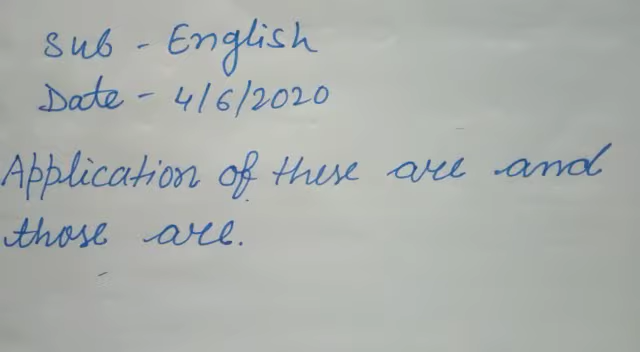 Sub - English
Date - 4/6/2020
Application of these are and
those are.